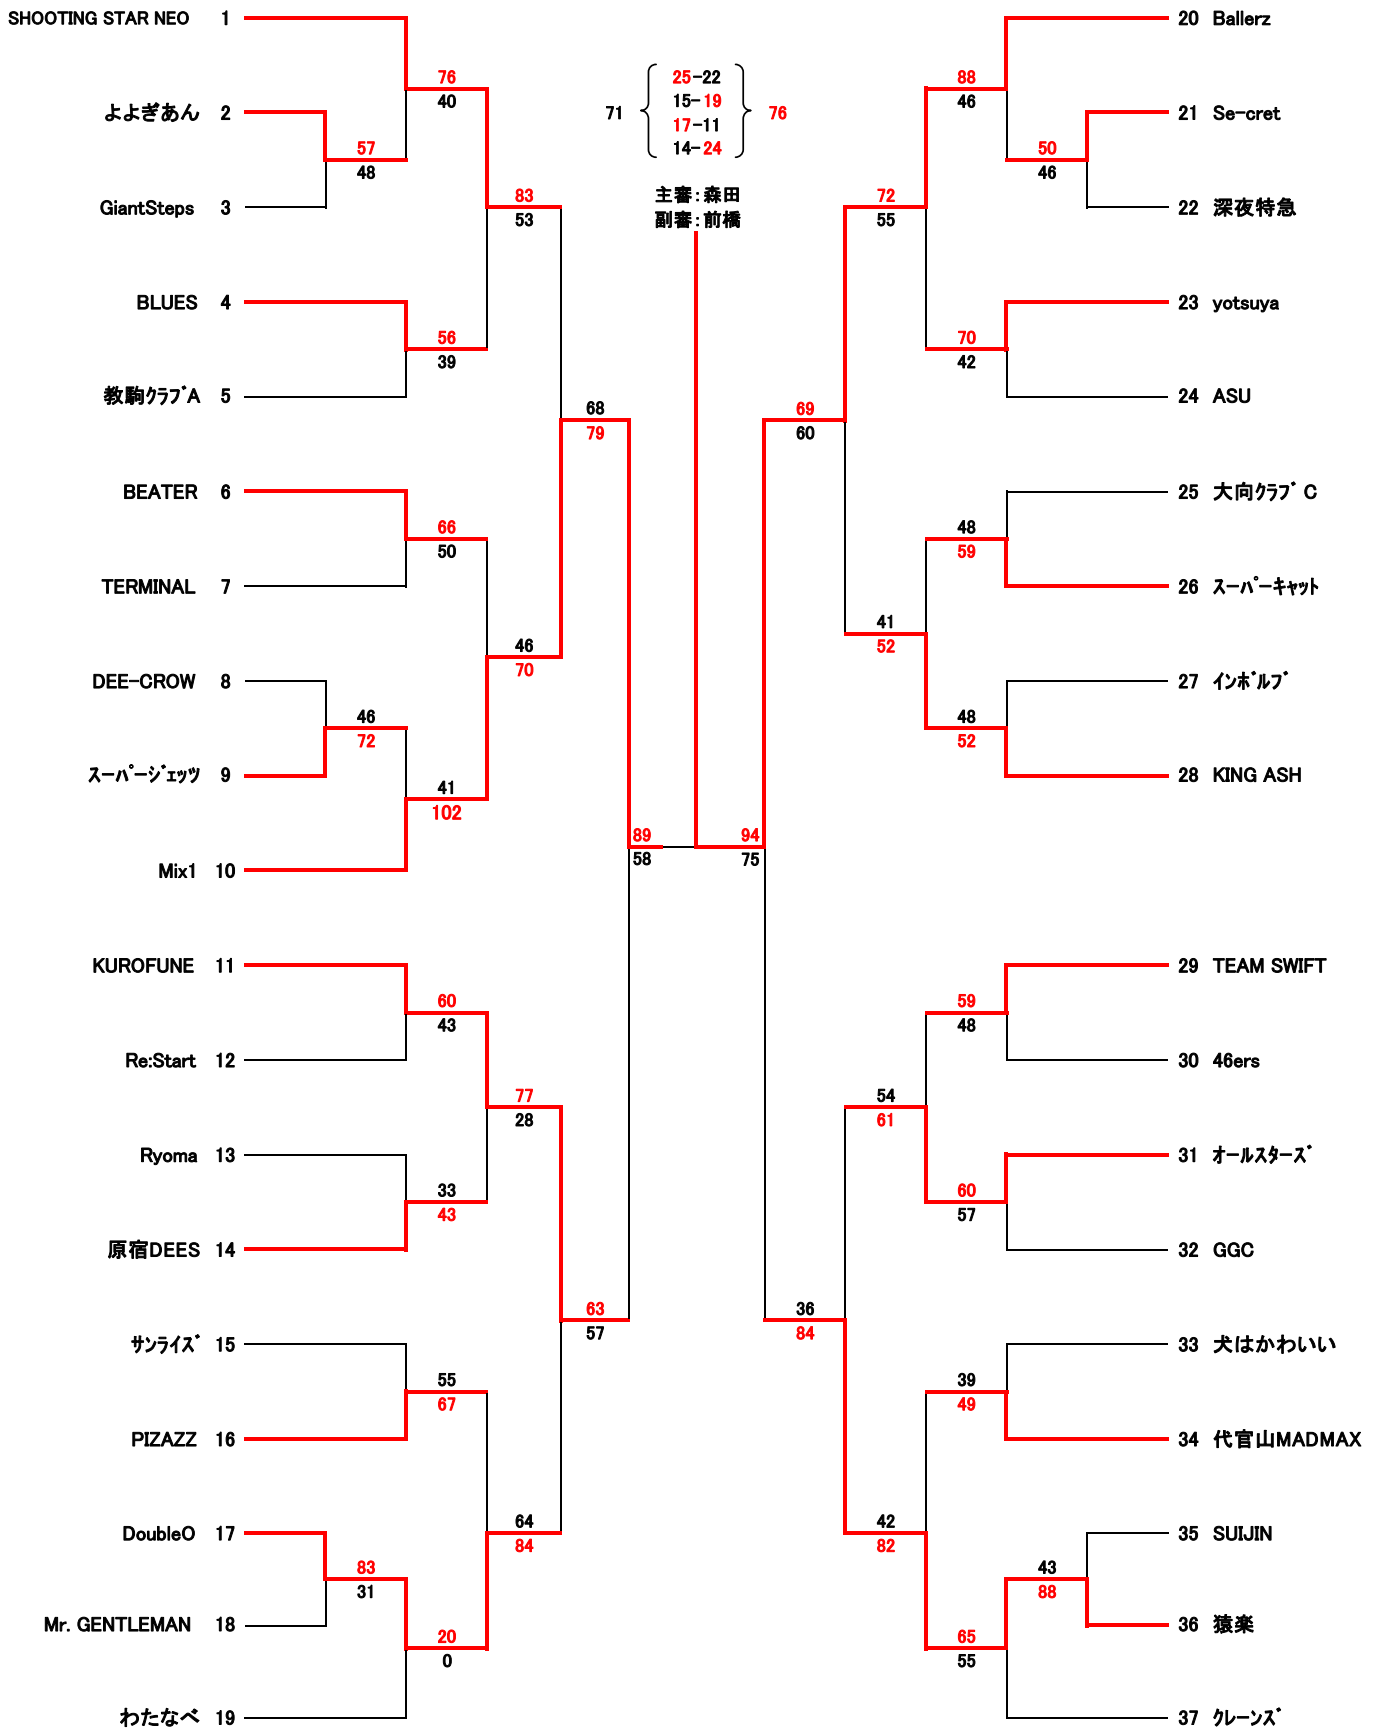 SHOOTING STAR NEO 1
よよぎあん 2
GiantSteps 3
BLUES 4
教駒ｸﾗﾌﾞA 5
BEATER 6
TERMINAL 7
DEE-CROW 8
ｽｰﾊﾟｰｼﾞｪｯﾂ 9
Mix1 10
KUROFUNE 11
Re:Start 12
Ryoma 13
原宿DEES 14
ｻﾝﾗｲｽﾞ 15
PIZAZZ 16
DoubleO 17
Mr. GENTLEMAN 18
わたなべ 19
57
48
46
72
83
31
76
40
56
39
66
50
41
102
60
43
33
43
55
67
20
0
83
53
46
70
77
28
64
84
68
79
63
57
89
58
71
25-22
15-19
17-11
14-24
76
主審：森田
副審：前橋
94
75
69
60
36
84
72
55
41
52
54
61
42
82
88
46
70
42
48
59
48
52
59
48
60
57
39
49
65
55
50
46
43
88
20 Ballerz
21 Se-cret
22 深夜特急
23 yotsuya
24 ASU
25 大向ｸﾗﾌﾞ C
26 ｽｰﾊﾟｰｷｬｯﾄ
27 ｲﾝﾎﾞﾙﾌﾞ
28 KING ASH
29 TEAM SWIFT
30 46ers
31 ｵｰﾙｽﾀｰｽﾞ
32 GGC
33 犬はかわいい
34 代官山MADMAX
35 SUIJIN
36 猿楽
37 ｸﾚｰﾝｽﾞ